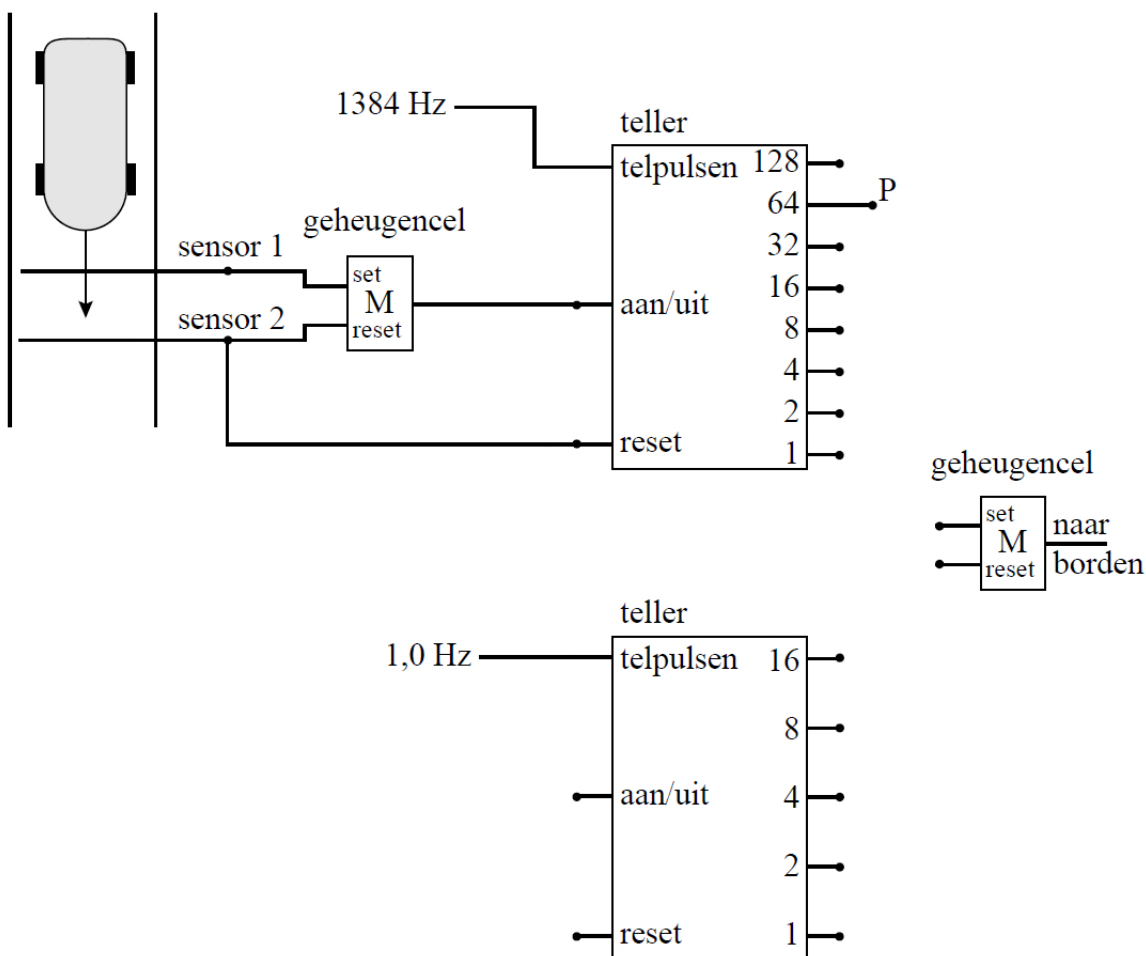 1384 Hz
teller
telpulsen
128
64
P
32
16
8
4
2
1
aan/uit
reset
sensor 1
sensor 2
geheugencel
set
M
reset
geheugencel
set
M
reset
naar
borden
teller
1,0 Hz
telpulsen
16
8
aan/uit
4
2
reset
1